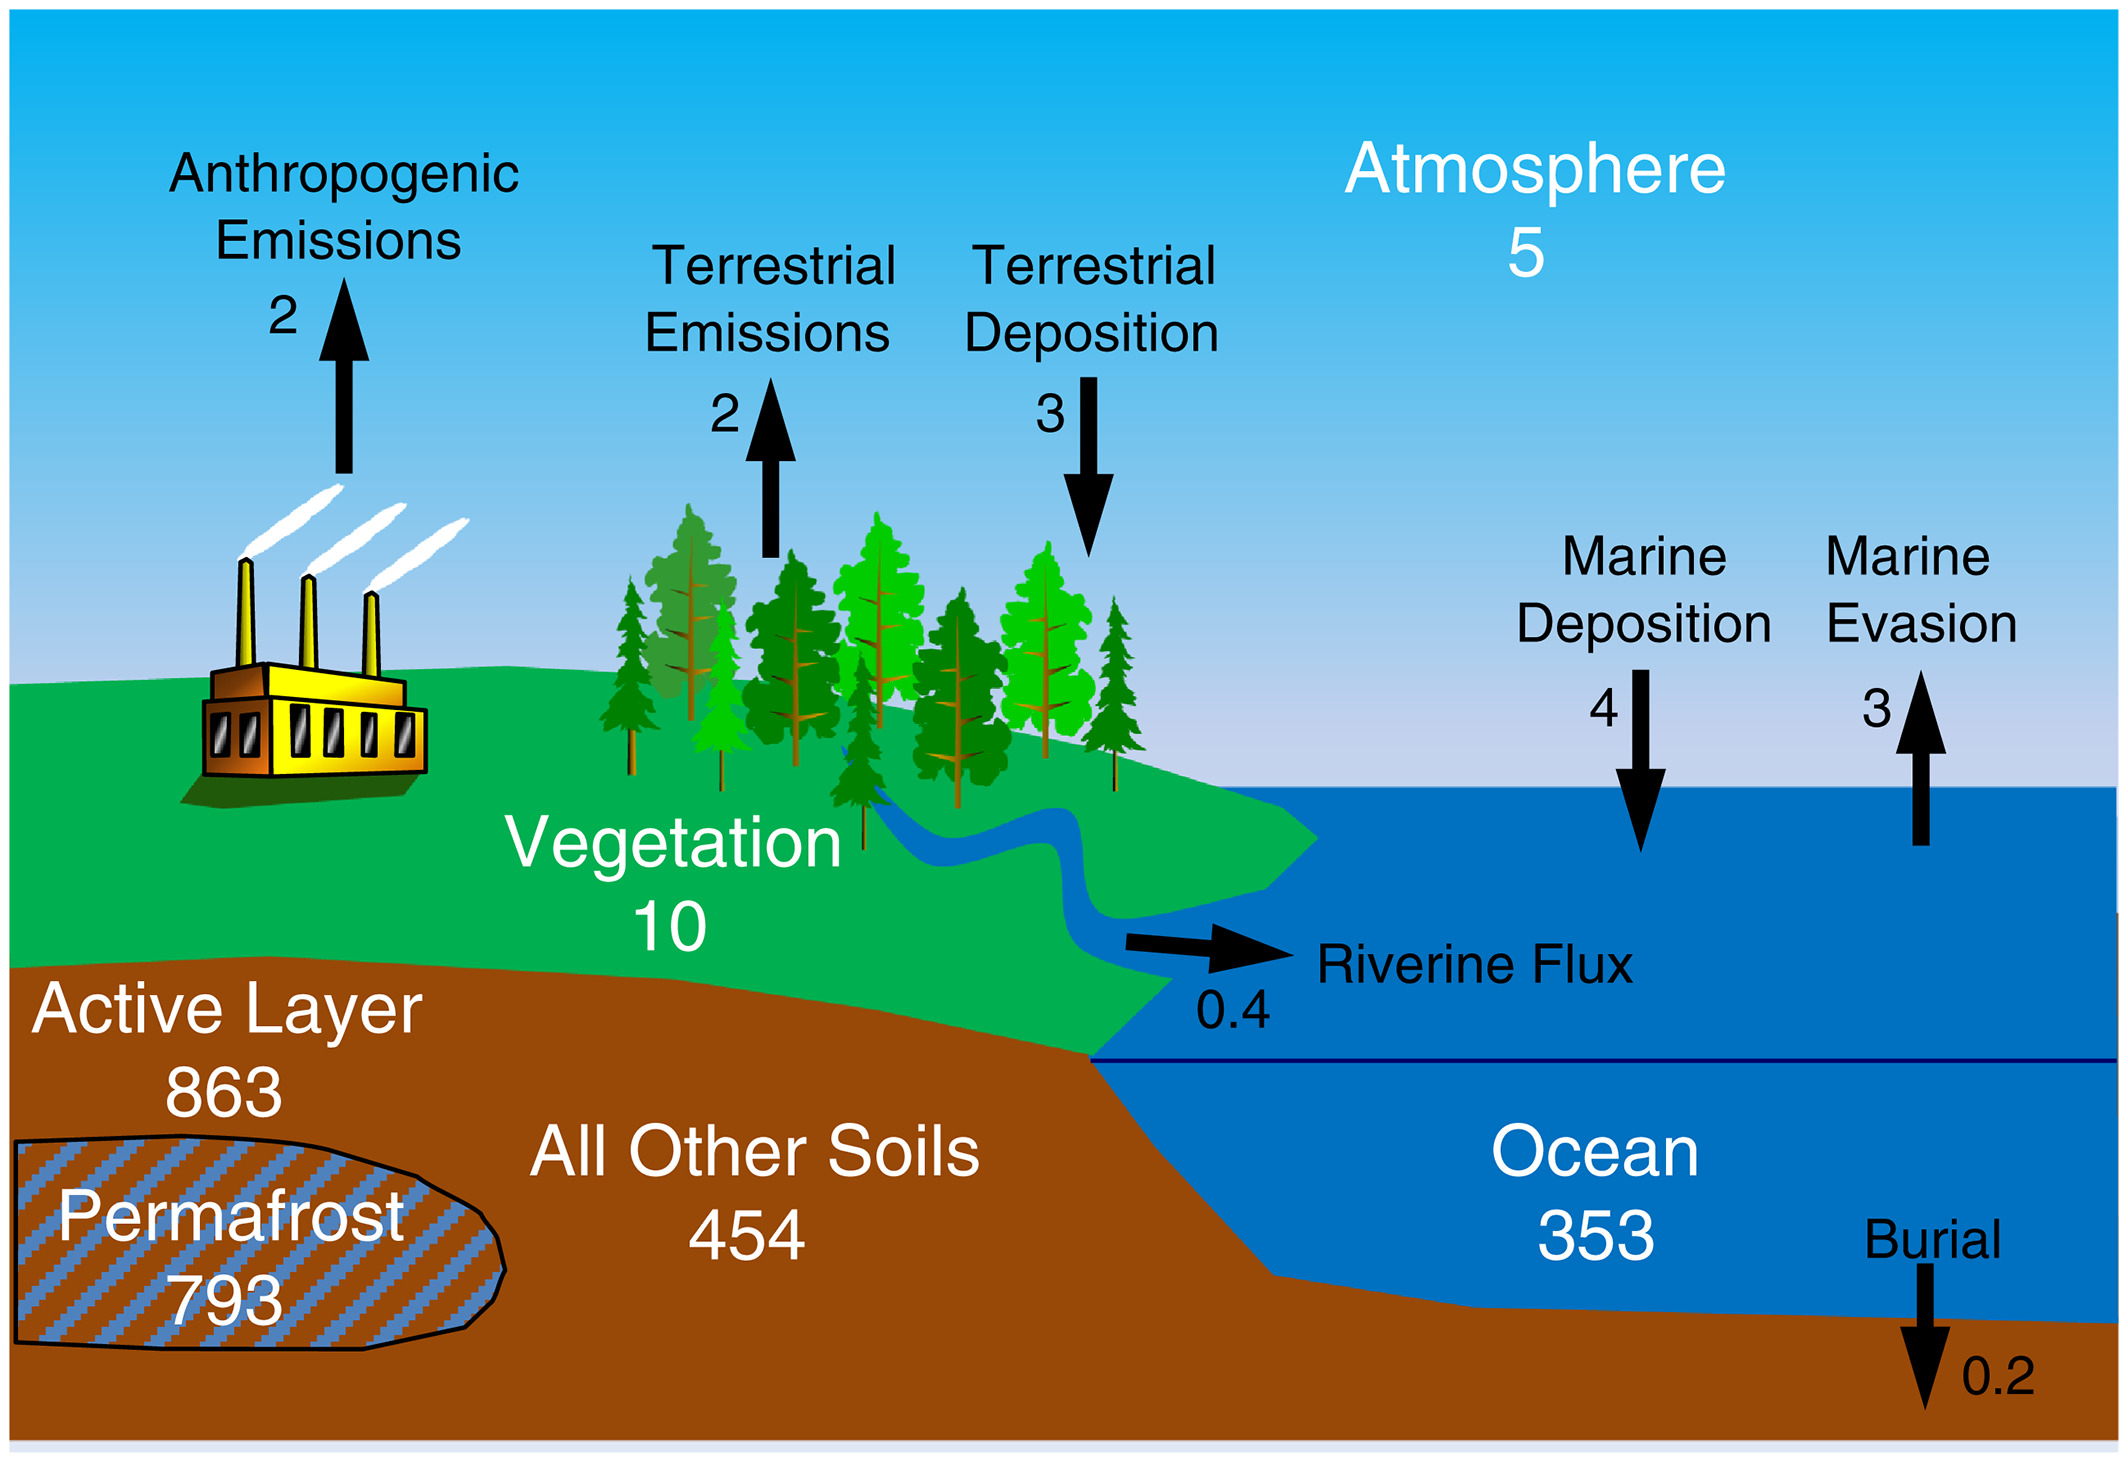 Anthropogenic
Emissions
2
Terrestrial
Emissions
2
Terrestrial
Deposition
3
Atmosphere
5
Marine
Deposition
4
Marine
Evasion
3
Vegetation
10
Riverine Flux
0.4
Active Layer
863
Permafrost
793
All Other Soils
454
Ocean
353
Burial
0.2